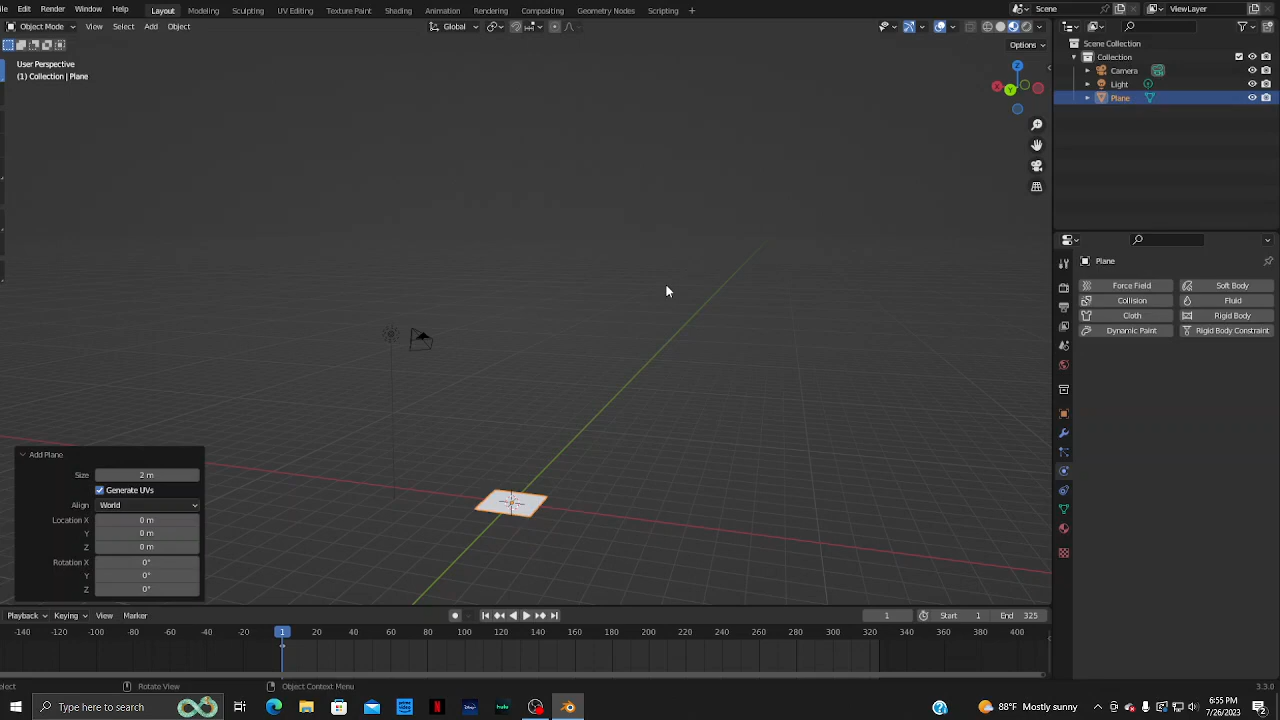 Edit Render Window Help Layout Modeling Sculpting UV Editing Texture Paint Shading Animation Rendering Compositing Geometry Nodes Scripting + Scene ViewLayer
Object Mode View Select Add Object Global
Options
User Perspective
(1) Collection | Plane
Z
X
Y
Scene Collection
Collection
Camera
Light
Plane
Plane
Force Field Soft Body
Collision Fluid
Cloth Rigid Body
Dynamic Paint Rigid Body Constraint
Add Plane
Size 2 m
Generate UVs
Align World
Location X 0 m
Y 0 m
Z 0 m
Rotation X 0°
Y 0°
Z 0°
Playback Keying View Marker 1 Start 1 End 325
-140 -120 -100 -80 -60 -40 -20 1 20 40 60 80 100 120 140 160 180 200 220 240 260 280 300 320 340 360 380 400
elect Rotate View Object Context Menu 3.3.0
Type here to search hulu 88°F Mostly sunny 6:55 PM
7/26/2023